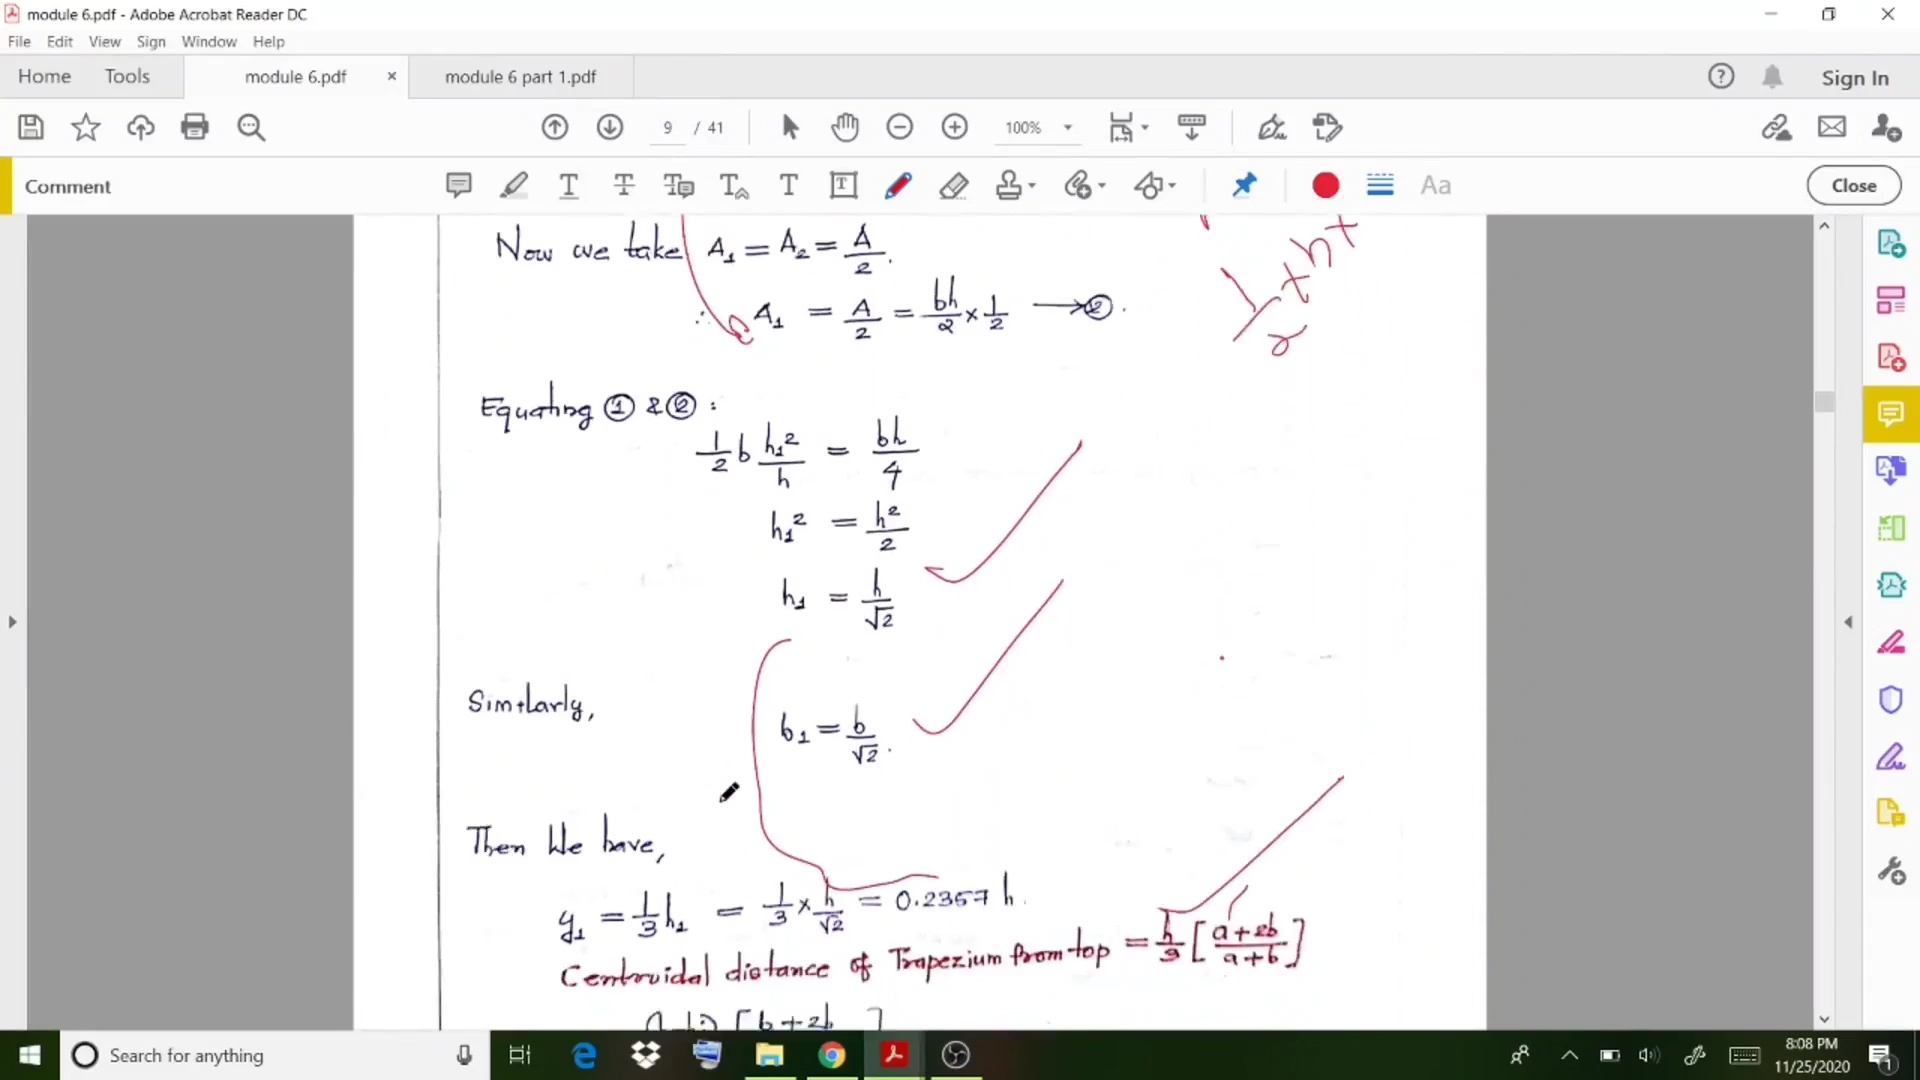 module 6.pdf - Adobe Acrobat Reader DC
File Edit View Sign Window Help
Home Tools module 6.pdf × module 6 part 1.pdf Sign In
9 / 41 100%
Comment Close
Now we take A₁ = A₂ = A/2.
∴ A₁ = A/2 = bh/2 × 1/2 → ②.
1/2 × h ×
Equating ① & ② :
1/2 b h₁²/h = bh/4
h₁² = h²/2
h₁ = h/√2
Similarly,
b₁ = b/√2.
Then We have,
y₁ = 1/3 h₁ = 1/3 × h/√2 = 0.2357 h.
Centroidal distance of Trapezium from top = h/3 [a+2b/a+b]
Search for anything
8:08 PM
11/25/2020
1